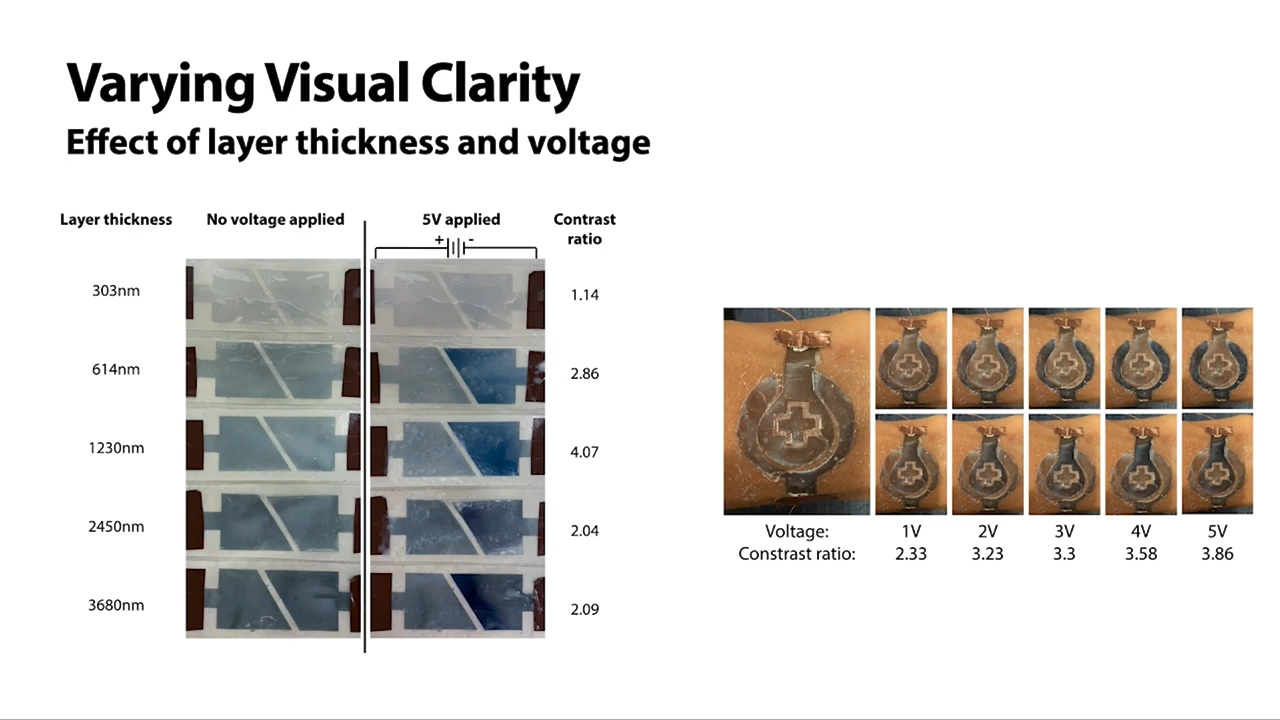 Varying Visual Clarity
Effect of layer thickness and voltage
Layer thickness No voltage applied 5V applied Contrast ratio
+ -
303nm 1.14
614nm 2.86
1230nm 4.07
2450nm 2.04
3680nm 2.09
Voltage: 1V 2V 3V 4V 5V
Constrast ratio: 2.33 3.23 3.3 3.58 3.86